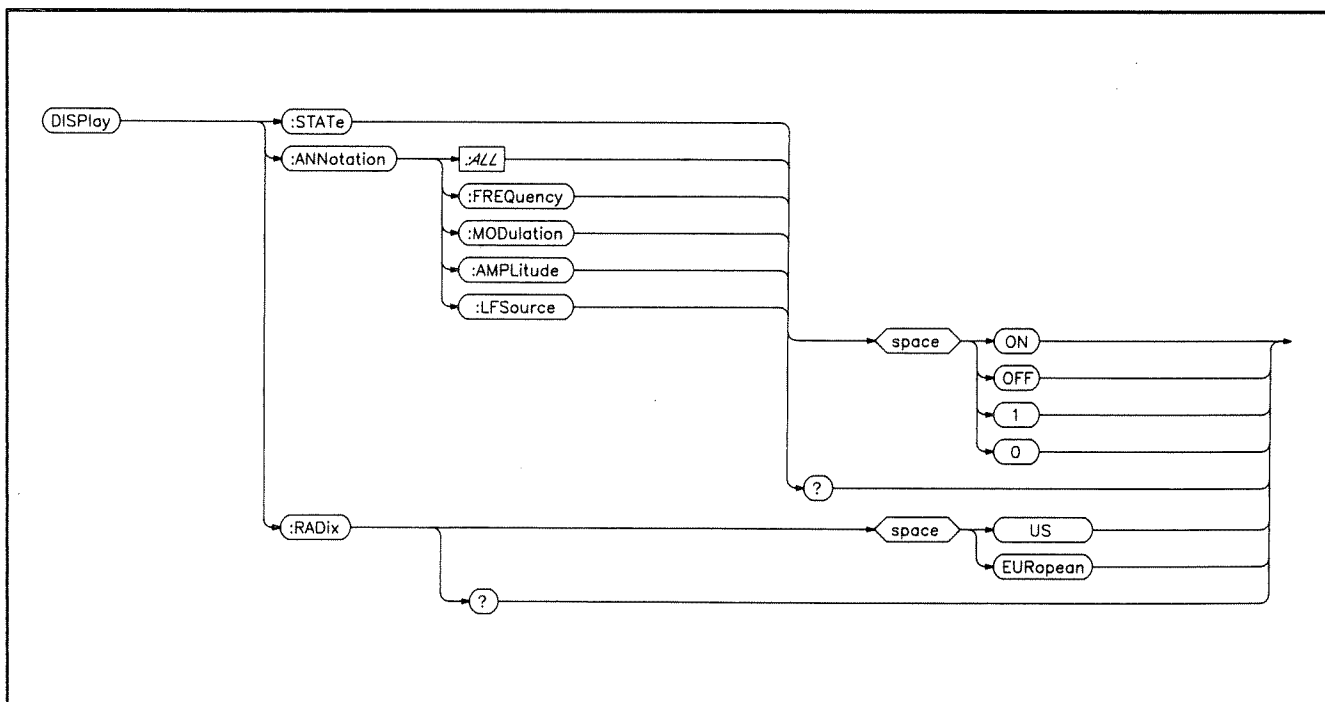 DISPlay
:STATe
:ANNotation
:ALL
:FREQuency
:MODulation
:AMPLitude
:LFSource
space
ON
OFF
1
0
?
:RADix
space
US
EURopean
?